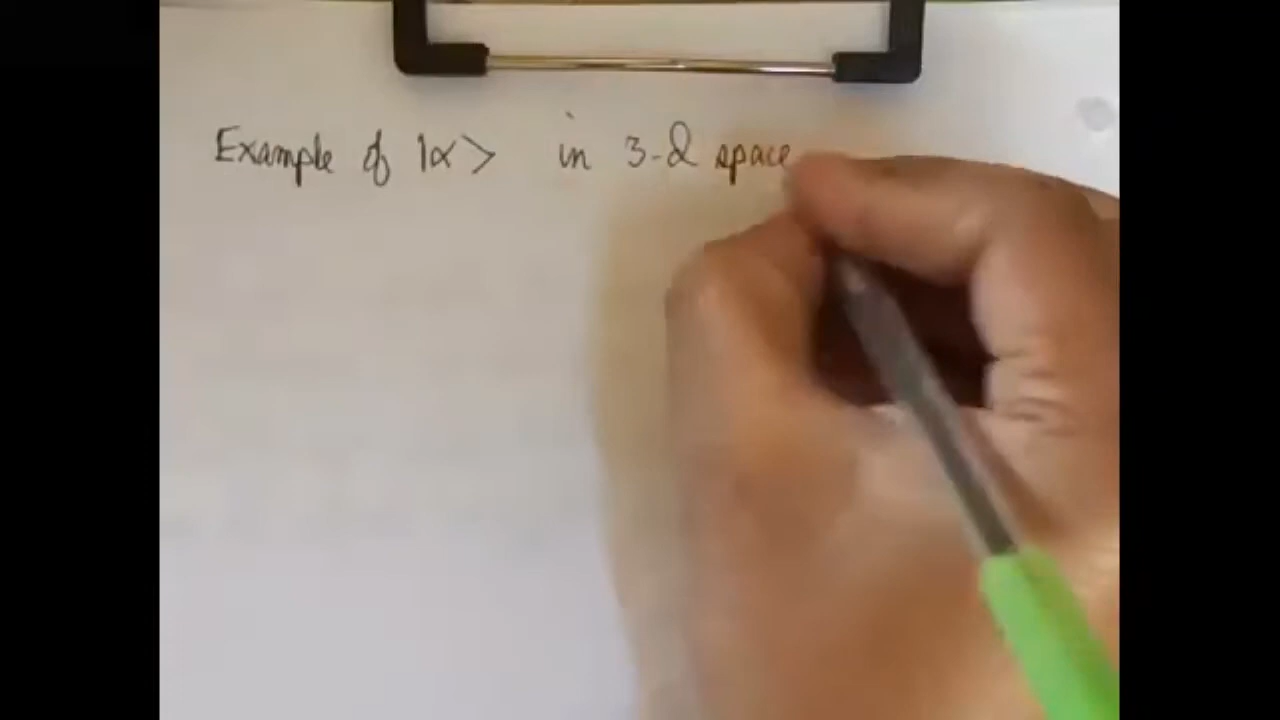 Example of |α> in 3-D space